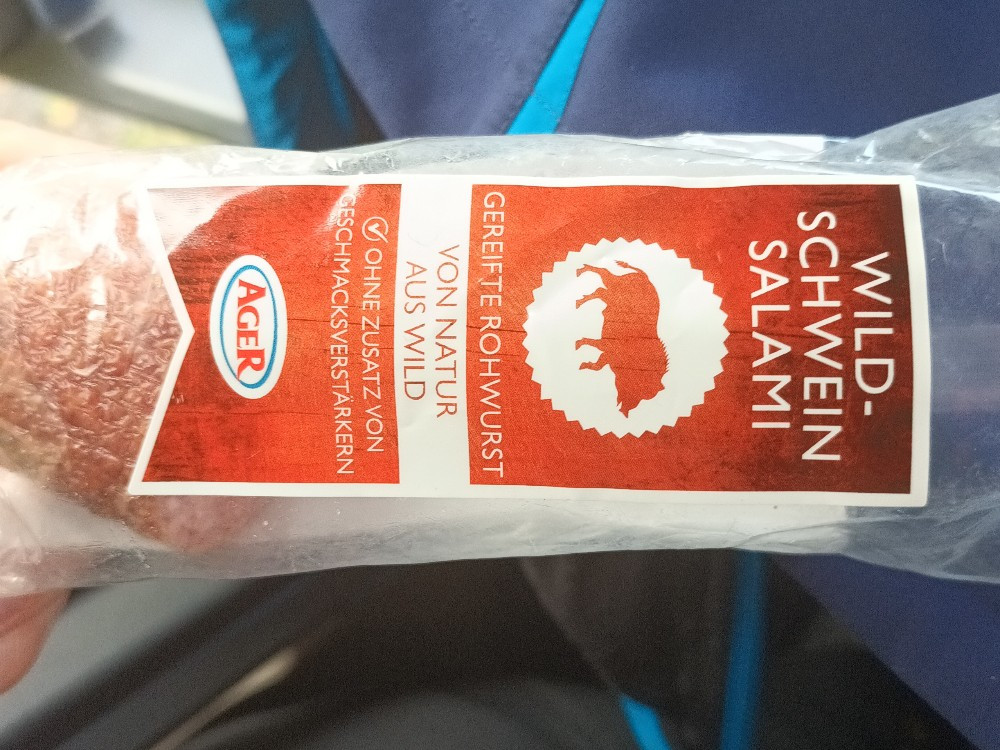 WILD-
SCHWEIN
SALAMI
GEREIFTE ROHWURST
VON NATUR
AUS WILD
OHNE ZUSATZ VON
GESCHMACKSVERSTÄRKERN
AGER